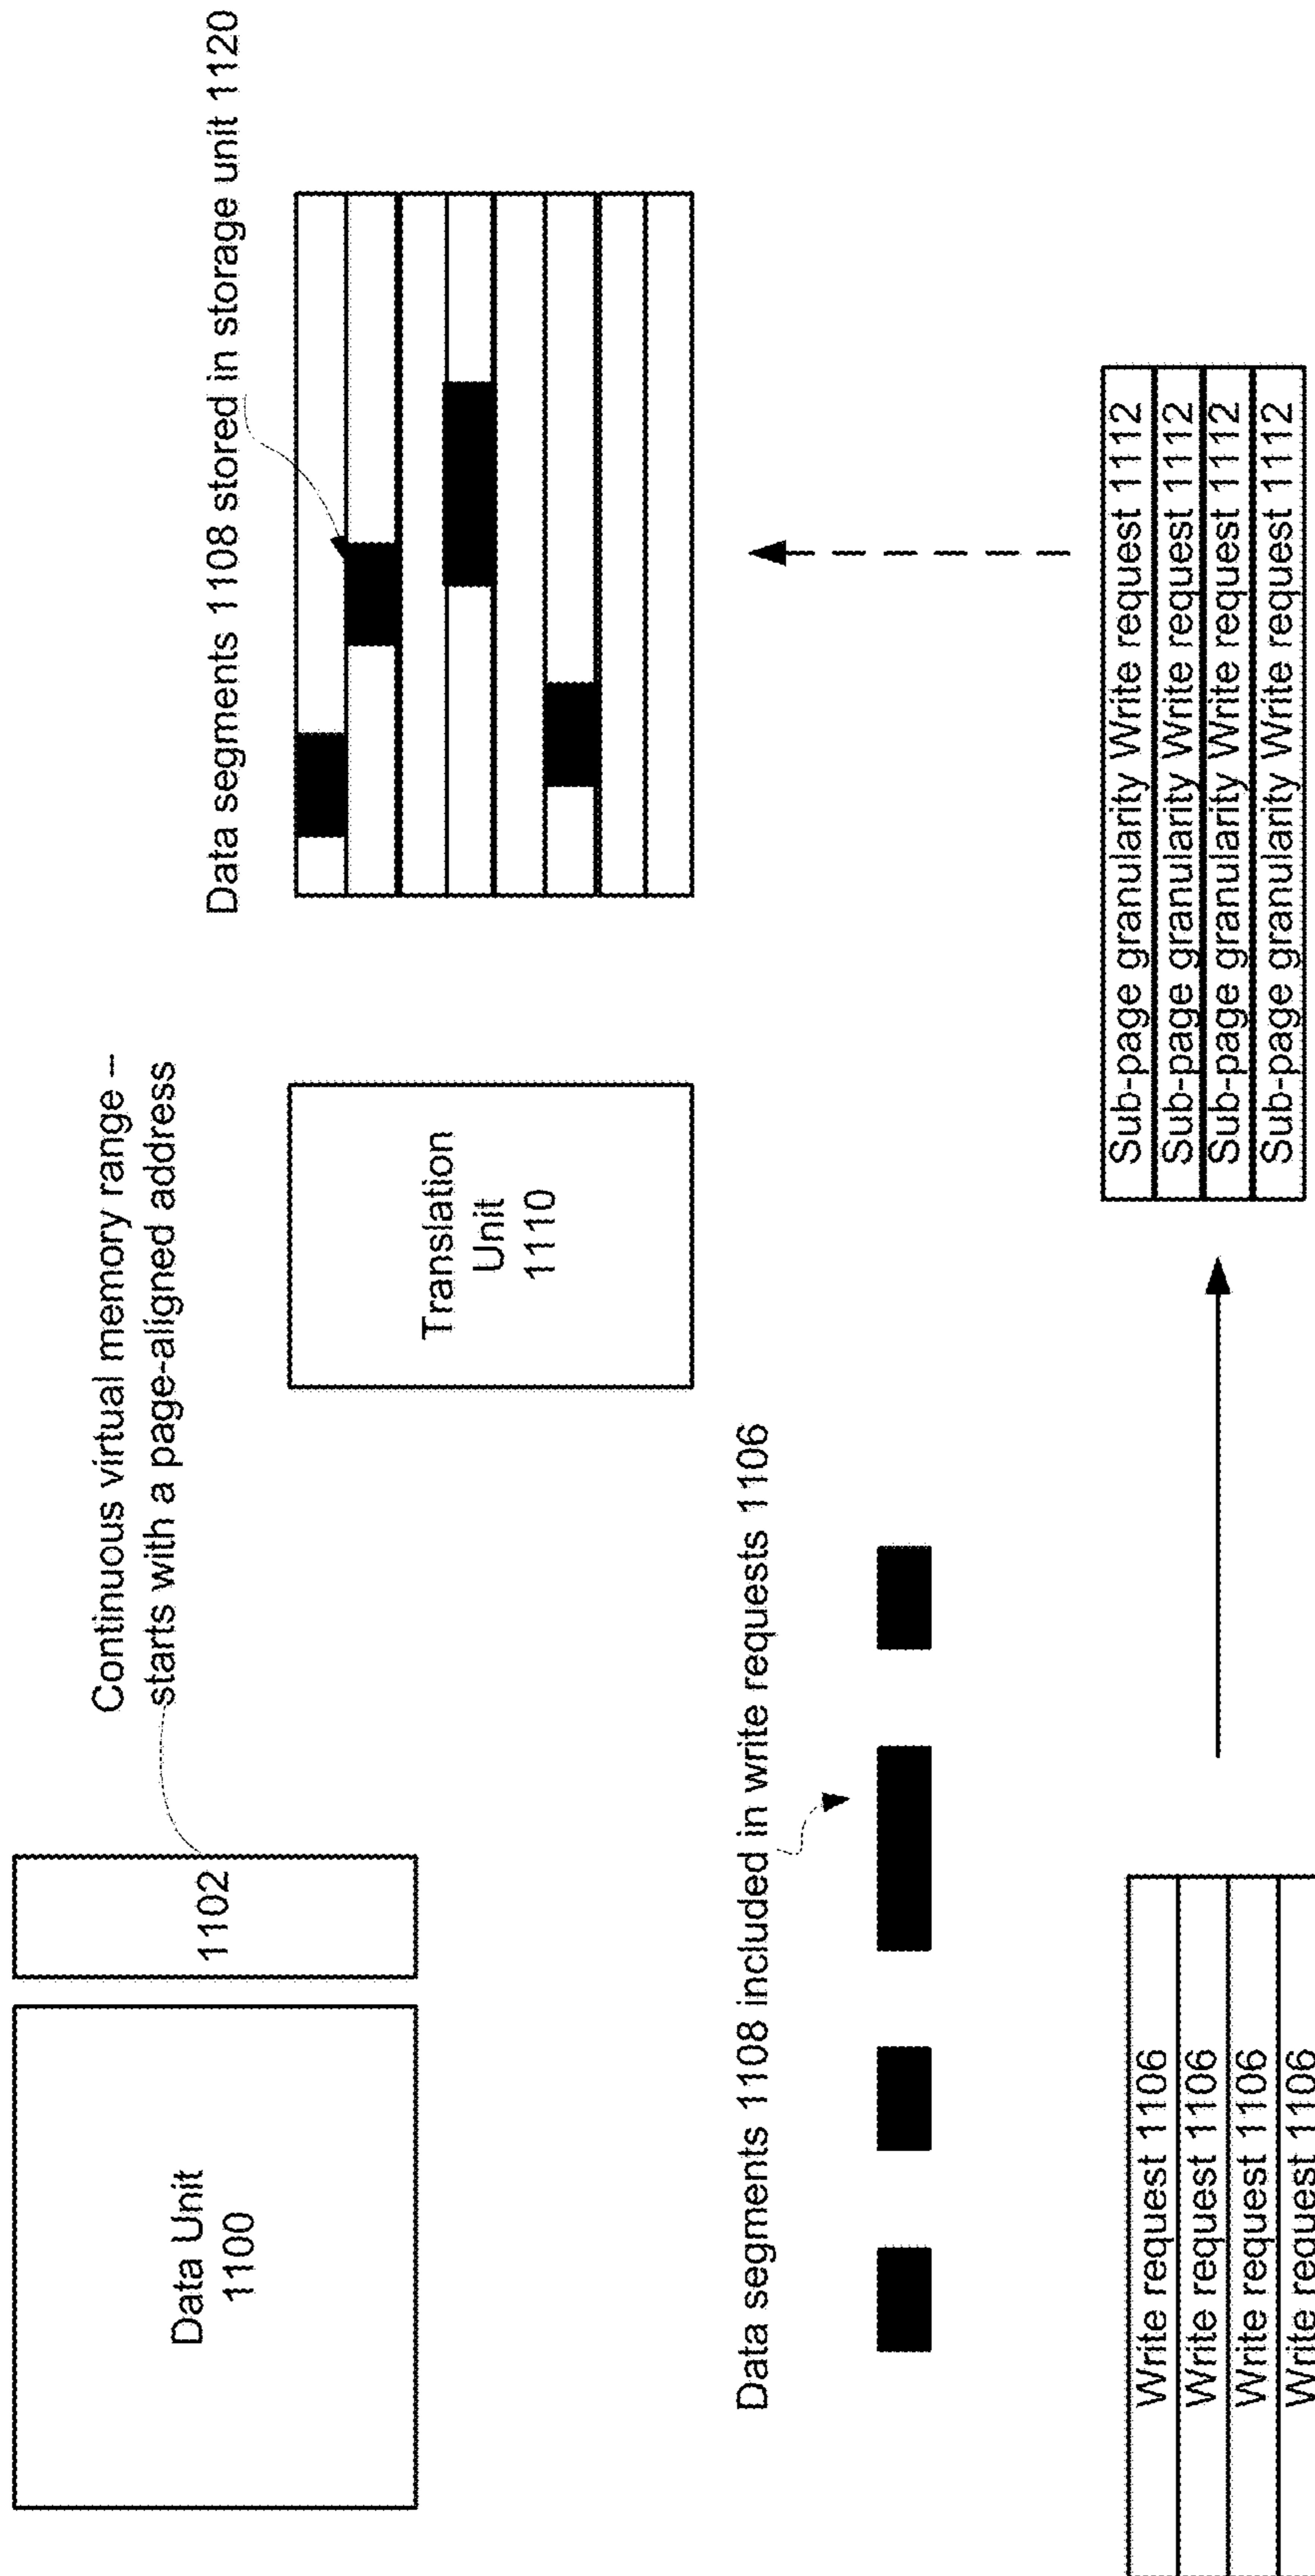 Data Unit
1100
1102
Continuous virtual memory range –
starts with a page-aligned address
Translation
Unit
1110
Data segments 1108 stored in storage unit 1120
Data segments 1108 included in write requests 1106
Write request 1106
Write request 1106
Write request 1106
Write request 1106
Sub-page granularity Write request 1112
Sub-page granularity Write request 1112
Sub-page granularity Write request 1112
Sub-page granularity Write request 1112